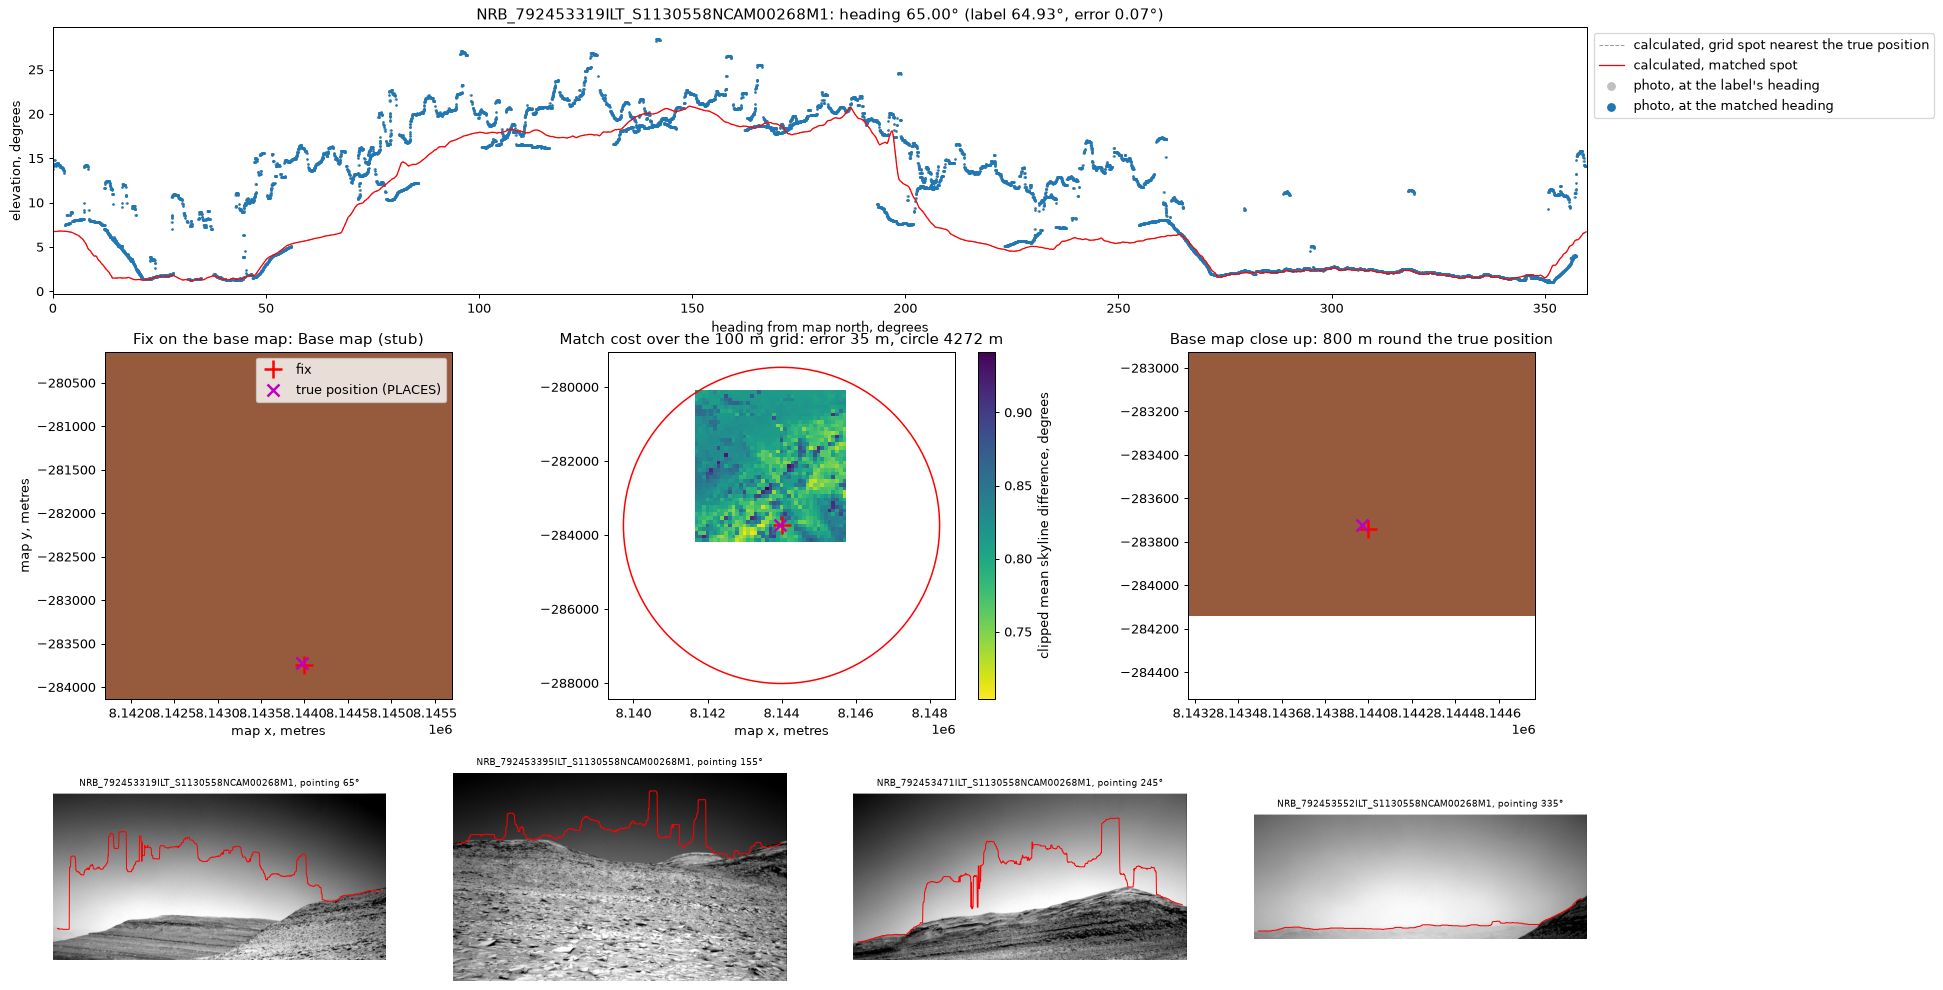 NRB_792453319ILT_S1130558NCAM00268M1: heading 65.00° (label 64.93°, error 0.07°)
elevation, degrees
25
20
15
10
5
0
0 50 100 150 200 250 300 350
heading from map north, degrees
calculated, grid spot nearest the true position
calculated, matched spot
photo, at the label's heading
photo, at the matched heading
Fix on the base map: Base map (stub)
fix
true position (PLACES)
map y, metres
−280500
−281000
−281500
−282000
−282500
−283000
−283500
−284000
8.14208.14258.14308.14358.14408.14458.14508.1455
1e6
map x, metres
Match cost over the 100 m grid: error 35 m, circle 4272 m
−280000
−282000
−284000
−286000
−288000
8.140 8.142 8.144 8.146 8.148
1e6
map x, metres
0.90
0.85
0.80
0.75
clipped mean skyline difference, degrees
Base map close up: 800 m round the true position
−283000
−283200
−283400
−283600
−283800
−284000
−284200
−284400
8.14328.14348.14368.14388.14408.14428.14448.1446
1e6
NRB_792453319ILT_S1130558NCAM00268M1, pointing 65°
NRB_792453395ILT_S1130558NCAM00268M1, pointing 155°
NRB_792453471ILT_S1130558NCAM00268M1, pointing 245°
NRB_792453552ILT_S1130558NCAM00268M1, pointing 335°